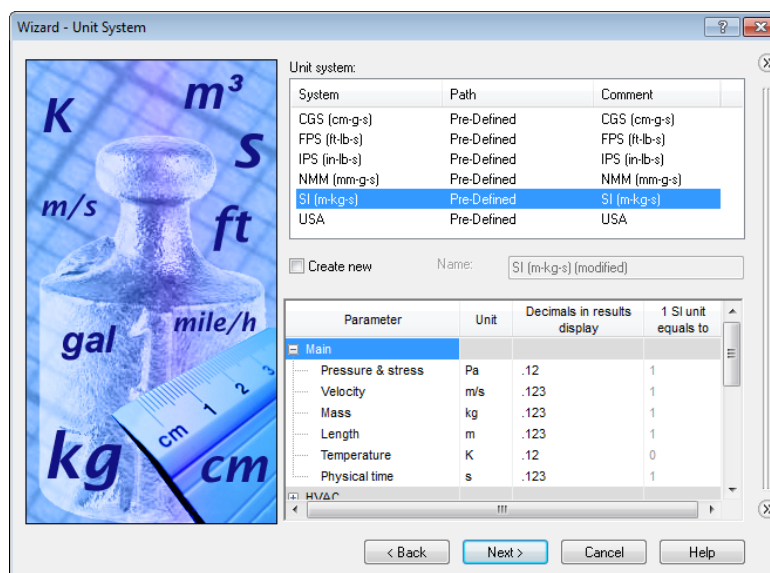 Wizard - Unit System
K
m³
s
m/s
ft
gal
mile/h
cm 1 2 3
kg
cm
Unit system:
System Path Comment
CGS (cm-g-s) Pre-Defined CGS (cm-g-s)
FPS (ft-lb-s) Pre-Defined FPS (ft-lb-s)
IPS (in-lb-s) Pre-Defined IPS (in-lb-s)
NMM (mm-g-s) Pre-Defined NMM (mm-g-s)
SI (m-kg-s) Pre-Defined SI (m-kg-s)
USA Pre-Defined USA
Create new Name: SI (m-kg-s) (modified)
Parameter Unit Decimals in results display 1 SI unit equals to
Main
Pressure & stress Pa .12 1
Velocity m/s .123 1
Mass kg .123 1
Length m .123 1
Temperature K .12 0
Physical time s .123 1
HVAC
< Back Next > Cancel Help